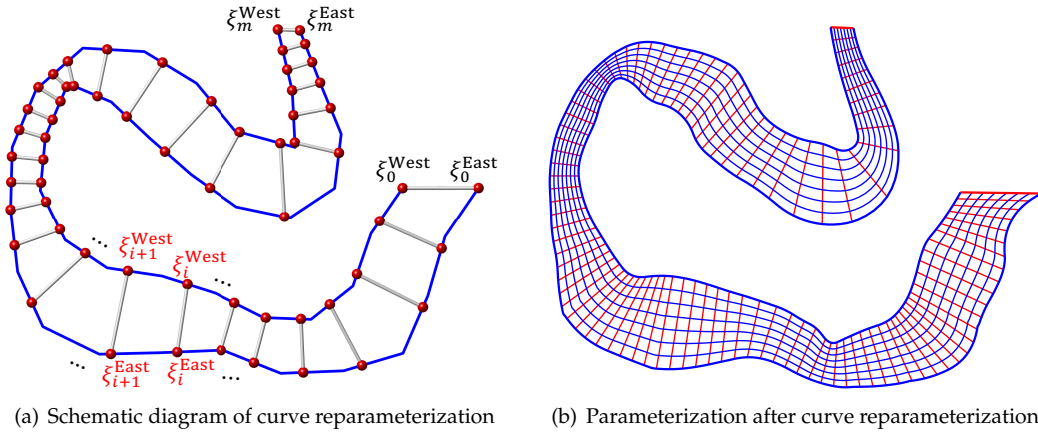 ξ_m^West ξ_m^East
ξ_0^West ξ_0^East
... ξ_{i+1}^West ξ_i^West ...
... ξ_{i+1}^East ξ_i^East ...
(a) Schematic diagram of curve reparameterization
(b) Parameterization after curve reparameterization